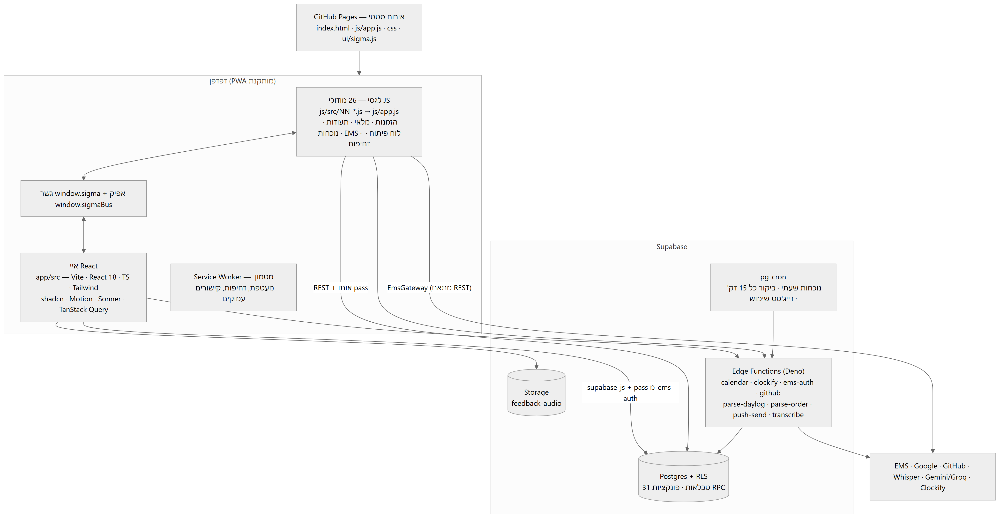 GitHub Pages — אירוח סטטי
index.html · js/app.js · css ·
ui/sigma.js
דפדפן (PWA מותקנת)
לגסי — 26 מודולי JS
js/src/NN-*.js → js/app.js
הזמנות · מלאי · תעודות ·
נוכחות · EMS · לוח פיתוח ·
דחיפות
גשר window.sigma + אפיק
window.sigmaBus
איי React
app/src — Vite · React 18 · TS
· Tailwind
shadcn · Motion · Sonner ·
TanStack Query
Service Worker — מטמון
מעטפת, דחיפות, קישורים
עמוקים
REST + אותו pass
EmsGateway (מתאם REST)
Supabase
pg_cron
נוכחות שעתי · ביקור כל 15 דק'
· דייג'סט שימוש
Storage
feedback-audio
supabase-js + pass מ-ems-
auth
Edge Functions (Deno)
calendar · clockify · ems-auth
· github
parse-daylog · parse-order ·
push-send · transcribe
Postgres + RLS
31 טבלאות · פונקציות RPC
EMS · Google · GitHub ·
Whisper · Gemini/Groq ·
Clockify